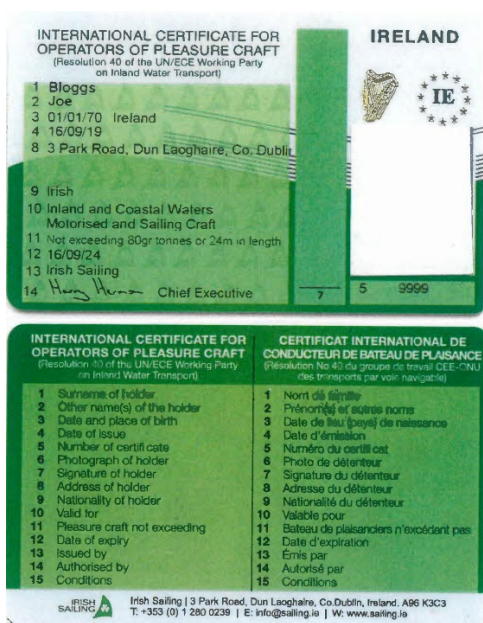 INTERNATIONAL CERTIFICATE FOR
OPERATORS OF PLEASURE CRAFT
(Resolution 40 of the UN/ECE Working Party
on Inland Water Transport)
1 Bloggs
2 Joe
3 01/01/70 Ireland
4 16/09/19
8 3 Park Road, Dun Laoghaire, Co. Dublin
9 Irish
10 Inland and Coastal Waters
Motorised and Sailing Craft
11 Not exceeding 80gr tonnes or 24m in length
12 16/09/24
13 Irish Sailing
14 Chief Executive
7
IRELAND
IE
5 9999
INTERNATIONAL CERTIFICATE FOR
OPERATORS OF PLEASURE CRAFT
(Resolution 40 of the UN/ECE Working Party
on Inland Water Transport)
1 Surname of holder
2 Other name(s) of the holder
3 Date and place of birth
4 Date of issue
5 Number of certificate
6 Photograph of holder
7 Signature of holder
8 Address of holder
9 Nationality of holder
10 Valid for
11 Pleasure craft not exceeding
12 Date of expiry
13 Issued by
14 Authorised by
15 Conditions
CERTIFICAT INTERNATIONAL DE
CONDUCTEUR DE BATEAU DE PLAISANCE
(Résolution No 40 du groupe de travail CEE-ONU
des transports par voie navigable)
1 Nom de famille
2 Prénom(s) et autres noms
3 Date de lieu (pays) de naissance
4 Date d'émission
5 Numéro du certificat
6 Photo de détenteur
7 Signature du détenteur
8 Adresse du détenteur
9 Nationalité du détenteur
10 Valable pour
11 Bateau de plaisanciers n'excédant pas
12 Date d'expiration
13 Émis par
14 Autorisé par
15 Conditions
IRISH
SAILING
Irish Sailing | 3 Park Road, Dun Laoghaire, Co.Dublin, Ireland. A96 K3C3
T: +353 (0) 1 280 0239 | E: info@sailing.ie | W: www.sailing.ie